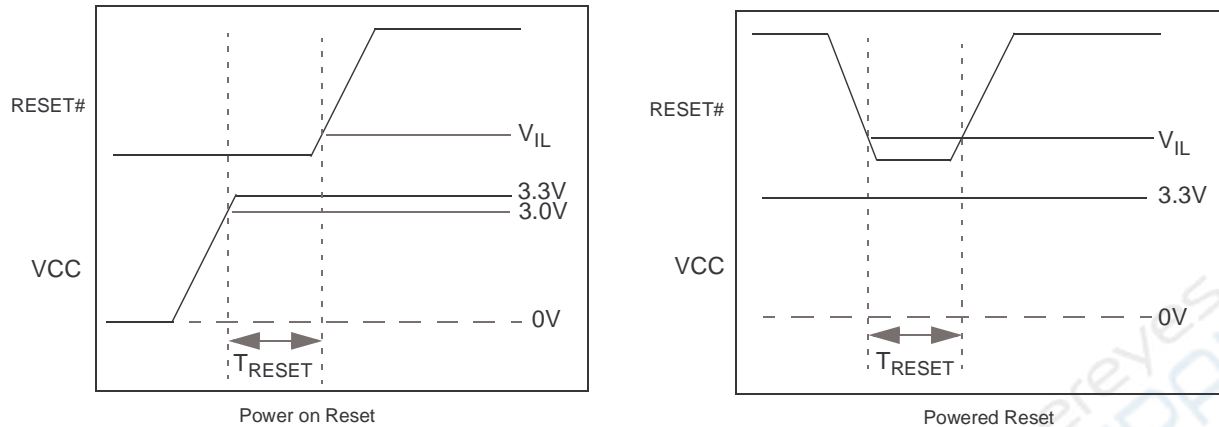 RESET#
VIL
3.3V
3.0V
VCC
0V
TRESET
Power on Reset
RESET#
VIL
3.3V
VCC
0V
TRESET
Powered Reset